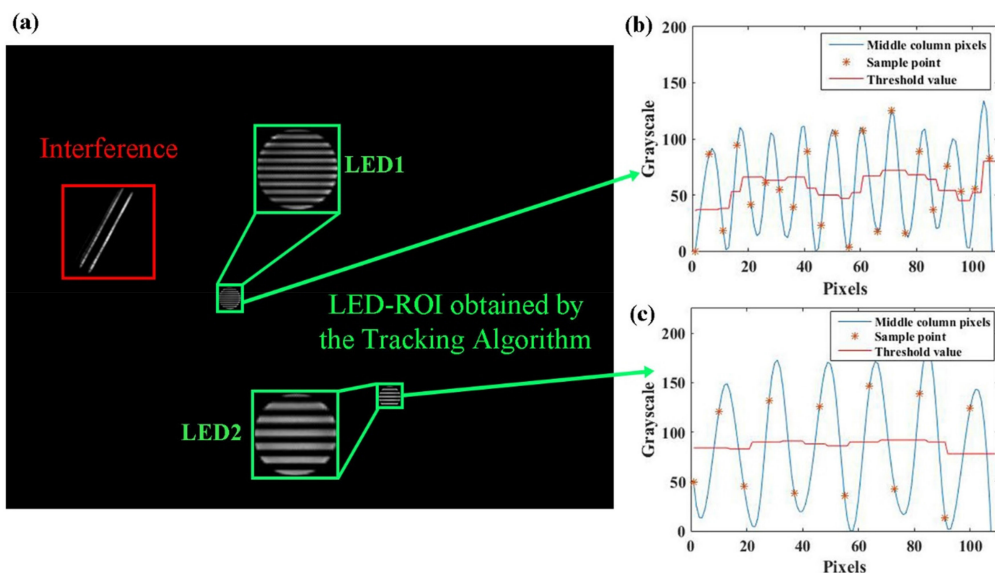 (a)
Interference
LED1
LED-ROI obtained by
the Tracking Algorithm
LED2
(b)
200
150
100
50
0
Grayscale
Middle column pixels
Sample point
Threshold value
0 20 40 60 80 100
Pixels
(c)
200
150
100
50
0
Grayscale
Middle column pixels
Sample point
Threshold value
0 20 40 60 80 100
Pixels